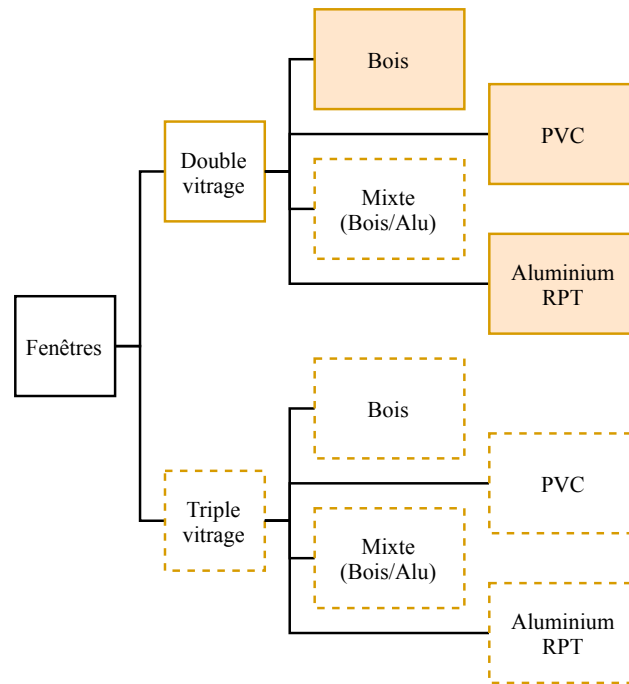 Bois
PVC
Double
vitrage
Mixte
(Bois/Alu)
Aluminium
RPT
Fenêtres
Bois
PVC
Triple
vitrage
Mixte
(Bois/Alu)
Aluminium
RPT